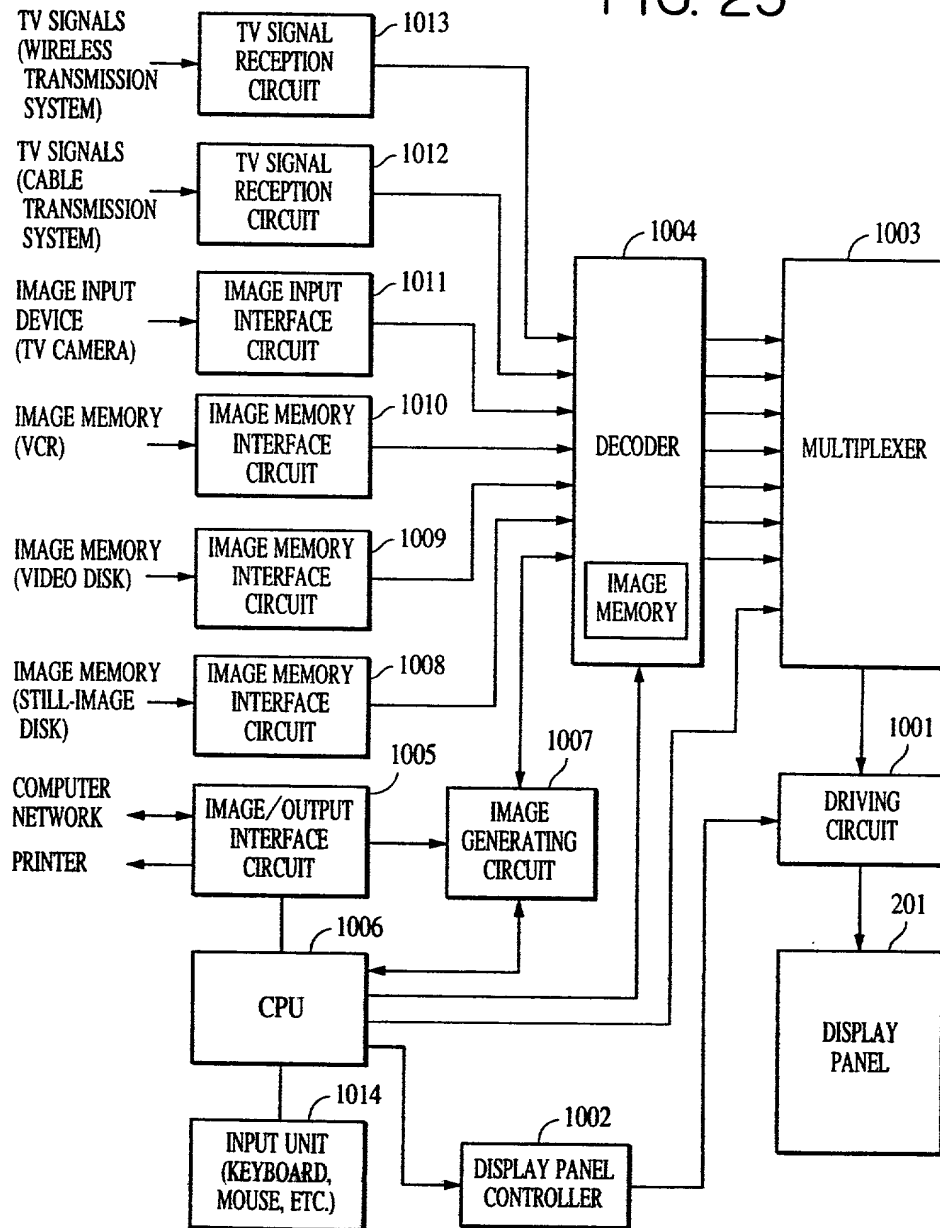 FIG. 25
TV SIGNALS
(WIRELESS
TRANSMISSION
SYSTEM)
TV SIGNAL
RECEPTION
CIRCUIT
1013
TV SIGNALS
(CABLE
TRANSMISSION
SYSTEM)
TV SIGNAL
RECEPTION
CIRCUIT
1012
IMAGE INPUT
DEVICE
(TV CAMERA)
IMAGE INPUT
INTERFACE
CIRCUIT
1011
IMAGE MEMORY
(VCR)
IMAGE MEMORY
INTERFACE
CIRCUIT
1010
IMAGE MEMORY
(VIDEO DISK)
IMAGE MEMORY
INTERFACE
CIRCUIT
1009
IMAGE MEMORY
(STILL-IMAGE
DISK)
IMAGE MEMORY
INTERFACE
CIRCUIT
1008
1004
DECODER
IMAGE
MEMORY
1003
MULTIPLEXER
COMPUTER
NETWORK
PRINTER
IMAGE/OUTPUT
INTERFACE
CIRCUIT
1005
1007
IMAGE
GENERATING
CIRCUIT
1001
DRIVING
CIRCUIT
1006
CPU
201
DISPLAY
PANEL
1014
INPUT UNIT
(KEYBOARD,
MOUSE, ETC.)
1002
DISPLAY PANEL
CONTROLLER